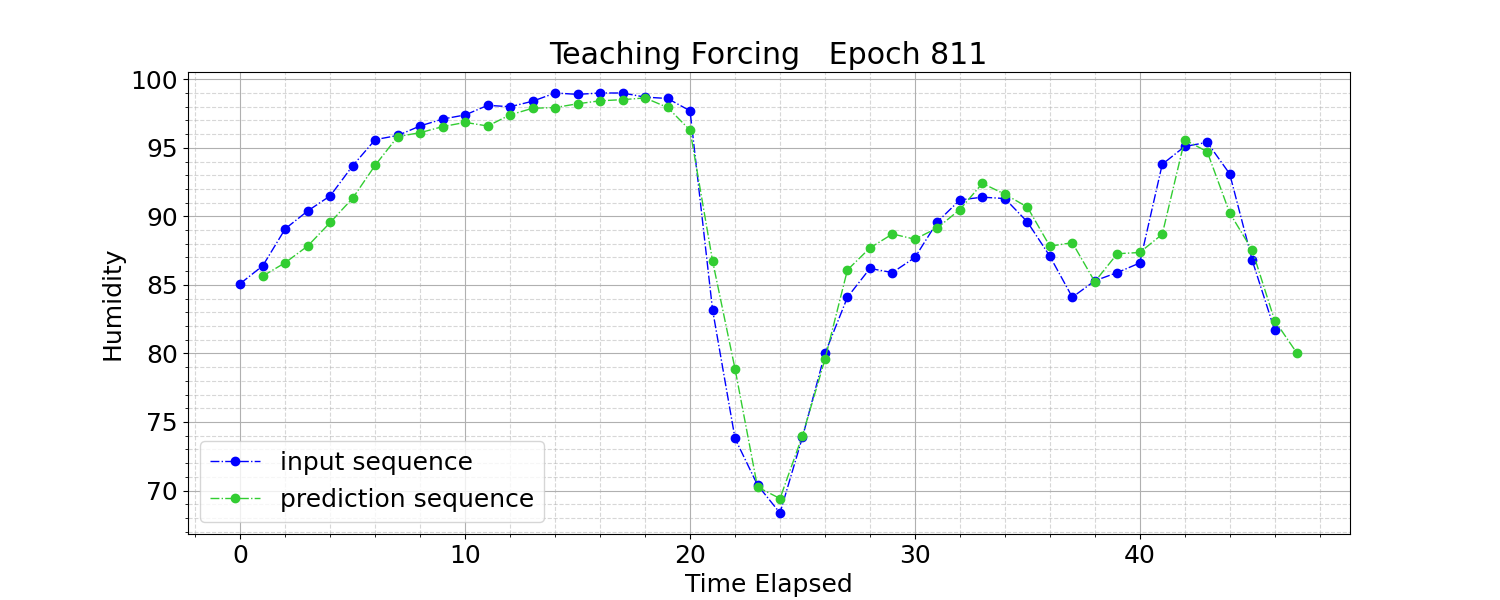 Teaching Forcing   Epoch 811
100
95
90
85
80
75
70
Humidity
input sequence
prediction sequence
0 10 20 30 40
Time Elapsed